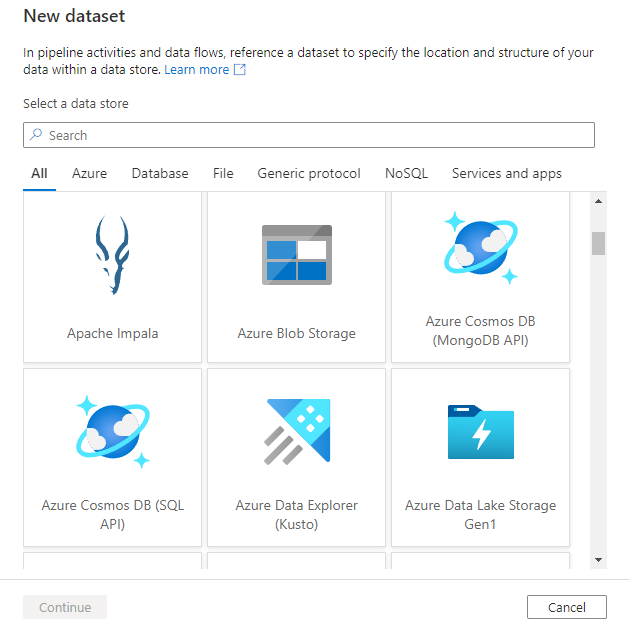 New dataset
In pipeline activities and data flows, reference a dataset to specify the location and structure of your
data within a data store. Learn more
Select a data store
Search
All Azure Database File Generic protocol NoSQL Services and apps
Apache Impala
Azure Blob Storage
Azure Cosmos DB
(MongoDB API)
Azure Cosmos DB (SQL
API)
Azure Data Explorer
(Kusto)
Azure Data Lake Storage
Gen1
Continue
Cancel